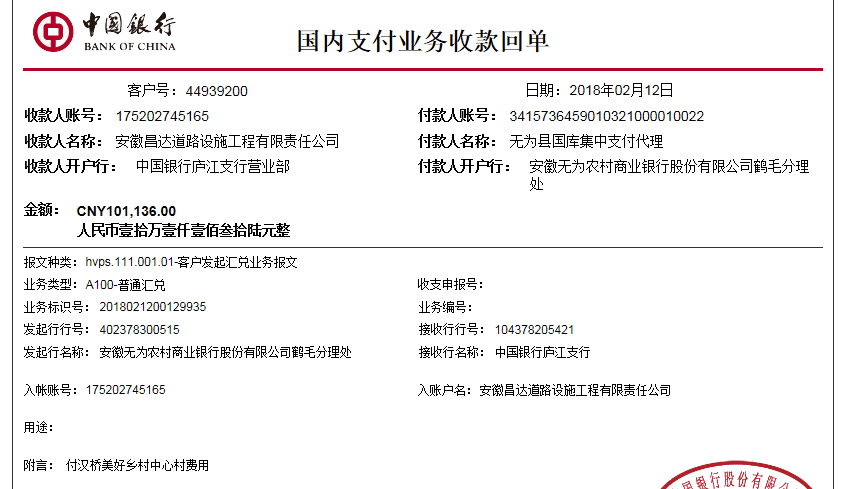 中国银行
BANK OF CHINA
国内支付业务收款回单
客户号：44939200 日期：2018年02月12日
收款人账号：175202745165 付款人账号：3415736459010321000010022
收款人名称：安徽昌达道路设施工程有限责任公司 付款人名称：无为县国库集中支付代理
收款人开户行：中国银行庐江支行营业部 付款人开户行：安徽无为农村商业银行股份有限公司鹤毛分理
处
金额：CNY101,136.00
人民币壹拾万壹仟壹佰叁拾陆元整
报文种类：hvps.111.001.01-客户发起汇兑业务报文
业务类型：A100-普通汇兑 收支申报号：
业务标识号：2018021200129935 业务编号：
发起行行号：402378300515 接收行行号：104378205421
发起行名称：安徽无为农村商业银行股份有限公司鹤毛分理处 接收行名称：中国银行庐江支行
入帐账号：175202745165 入账户名：安徽昌达道路设施工程有限责任公司
用途：
附言：付汉桥美好乡村中心村费用
国银行股份有限公